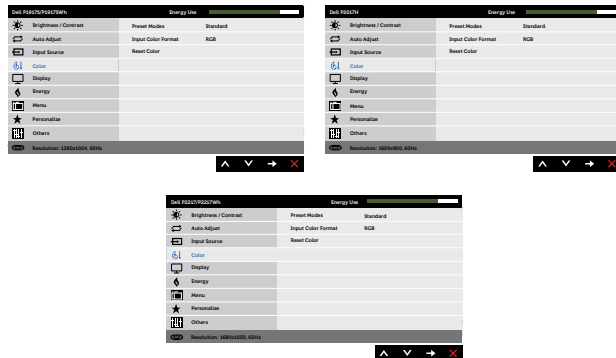 Dell P1917S/P1917SWh Energy Use
Brightness / Contrast Preset Modes Standard
Auto Adjust Input Color Format RGB
Input Source Reset Color
Color
Display
Energy
Menu
Personalize
Others
Resolution: 1280x1024, 60Hz
Dell P2017H Energy Use
Brightness / Contrast Preset Modes Standard
Auto Adjust Input Color Format RGB
Input Source Reset Color
Color
Display
Energy
Menu
Personalize
Others
Resolution: 1600x900, 60Hz
Dell P2217/P2217Wh Energy Use
Brightness / Contrast Preset Modes Standard
Auto Adjust Input Color Format RGB
Input Source Reset Color
Color
Display
Energy
Menu
Personalize
Others
Resolution: 1680x1050, 60Hz